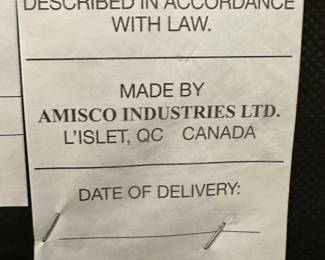 DESCRIBED IN ACCORDANCE
WITH LAW.
MADE BY
AMISCO INDUSTRIES LTD.
L'ISLET, QC CANADA
DATE OF DELIVERY: